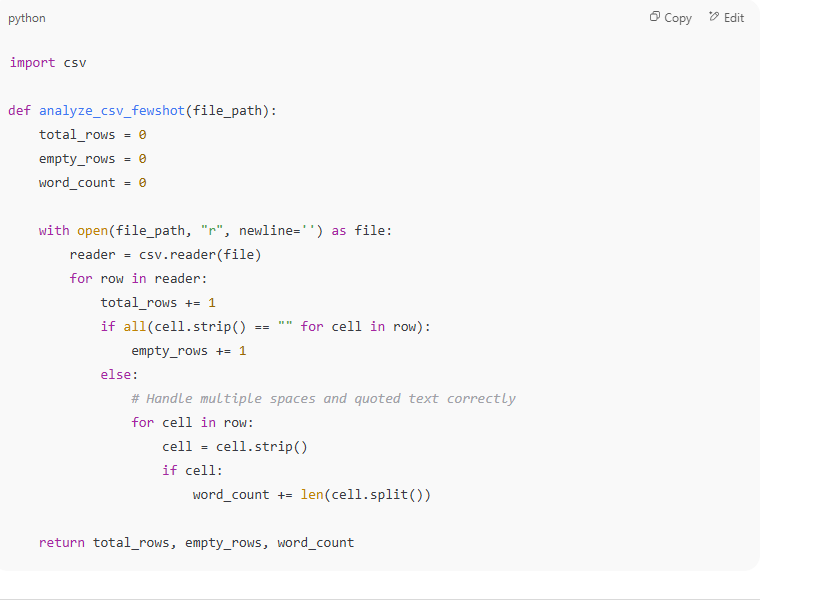 python
Copy
Edit
import csv
def analyze_csv_fewshot(file_path):
    total_rows = 0
    empty_rows = 0
    word_count = 0
    with open(file_path, "r", newline='') as file:
        reader = csv.reader(file)
        for row in reader:
            total_rows += 1
            if all(cell.strip() == "" for cell in row):
                empty_rows += 1
            else:
                # Handle multiple spaces and quoted text correctly
                for cell in row:
                    cell = cell.strip()
                    if cell:
                        word_count += len(cell.split())
    return total_rows, empty_rows, word_count